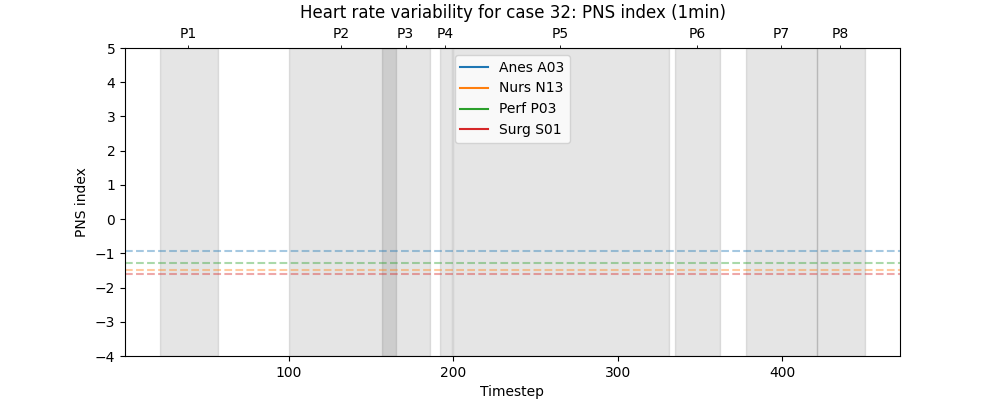 Heart rate variability for case 32: PNS index (1min)
P1 P2 P3 P4 P5 P6 P7 P8
5
4
3
2
1
0
−1
−2
−3
−4
PNS index
Anes A03
Nurs N13
Perf P03
Surg S01
100 200 300 400
Timestep